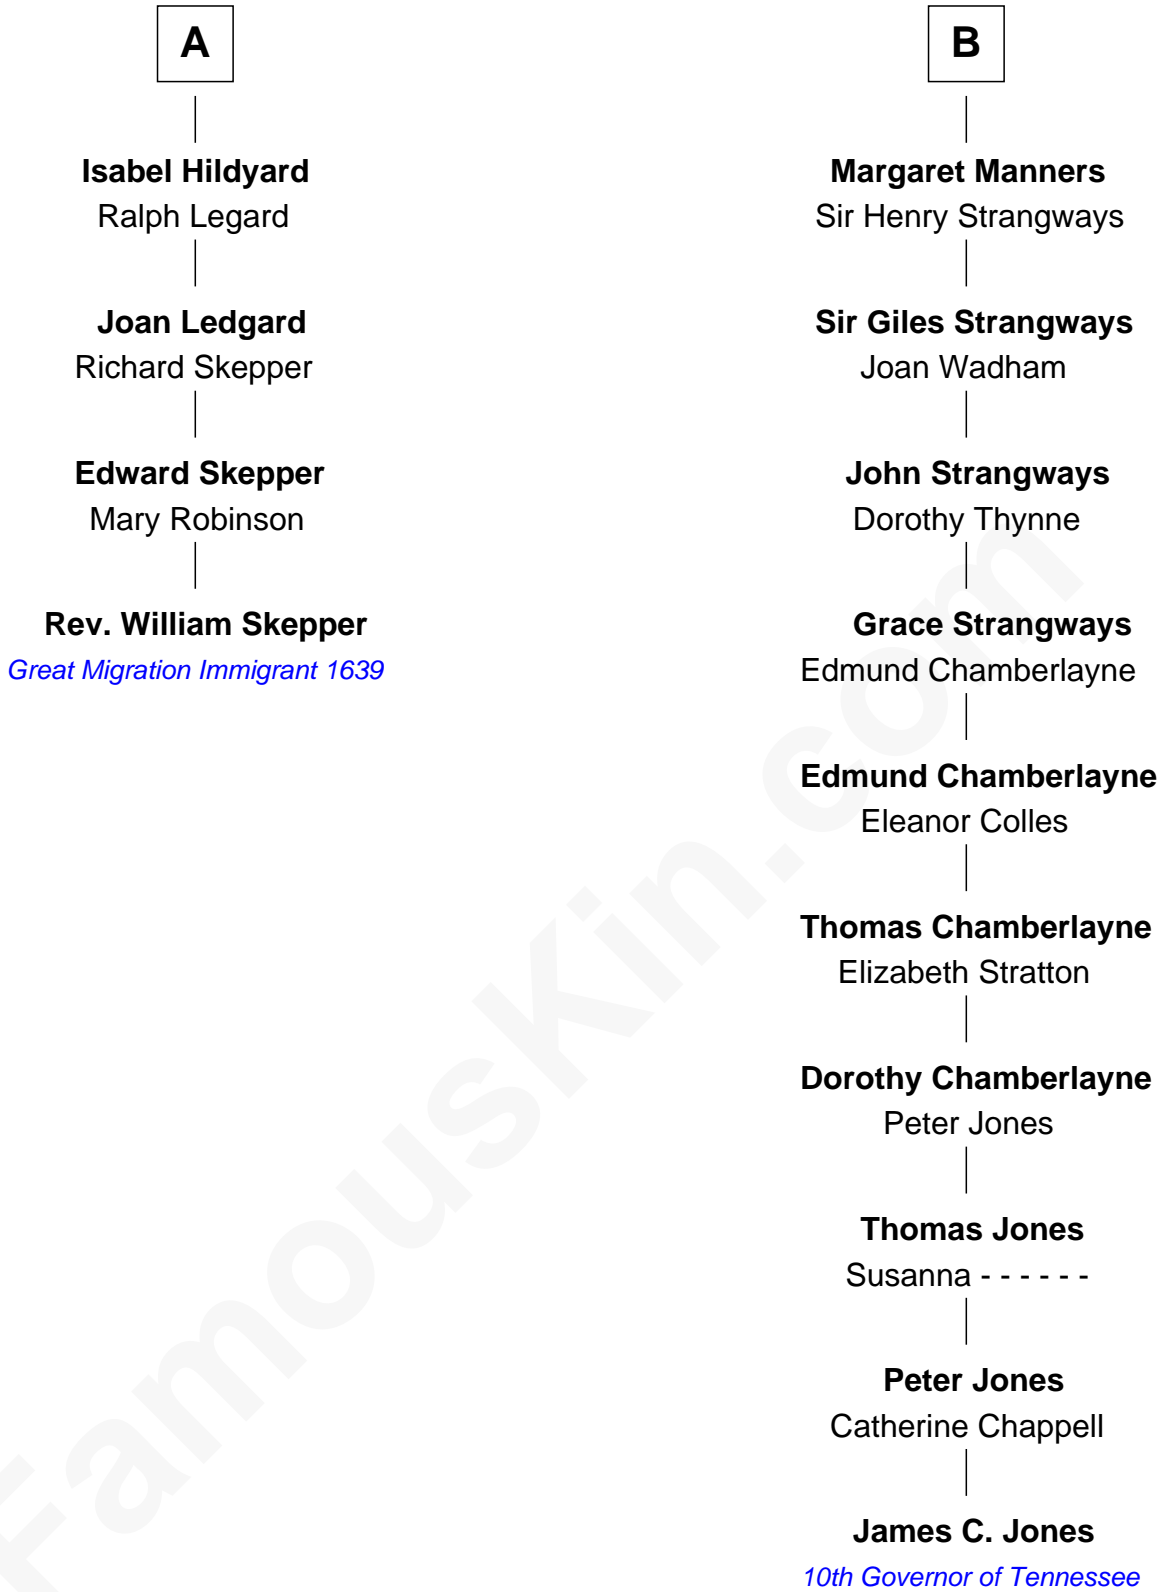 A
Isabel Hildyard
Ralph Legard
Joan Ledgard
Richard Skepper
Edward Skepper
Mary Robinson
Rev. William Skepper
Great Migration Immigrant 1639
B
Margaret Manners
Sir Henry Strangways
Sir Giles Strangways
Joan Wadham
John Strangways
Dorothy Thynne
Grace Strangways
Edmund Chamberlayne
Edmund Chamberlayne
Eleanor Colles
Thomas Chamberlayne
Elizabeth Stratton
Dorothy Chamberlayne
Peter Jones
Thomas Jones
Susanna - - - - - -
Peter Jones
Catherine Chappell
James C. Jones
10th Governor of Tennessee
FamousKin.com